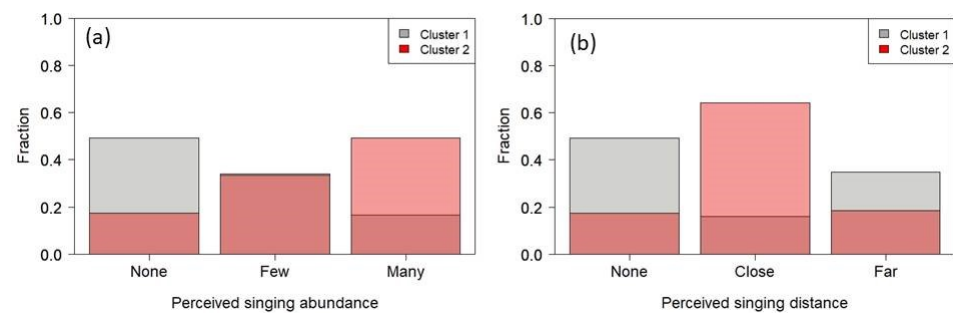 (a)
Cluster 1
Cluster 2
1.0
0.8
0.6
0.4
0.2
0.0
Fraction
None Few Many
Perceived singing abundance
(b)
Cluster 1
Cluster 2
1.0
0.8
0.6
0.4
0.2
0.0
Fraction
None Close Far
Perceived singing distance